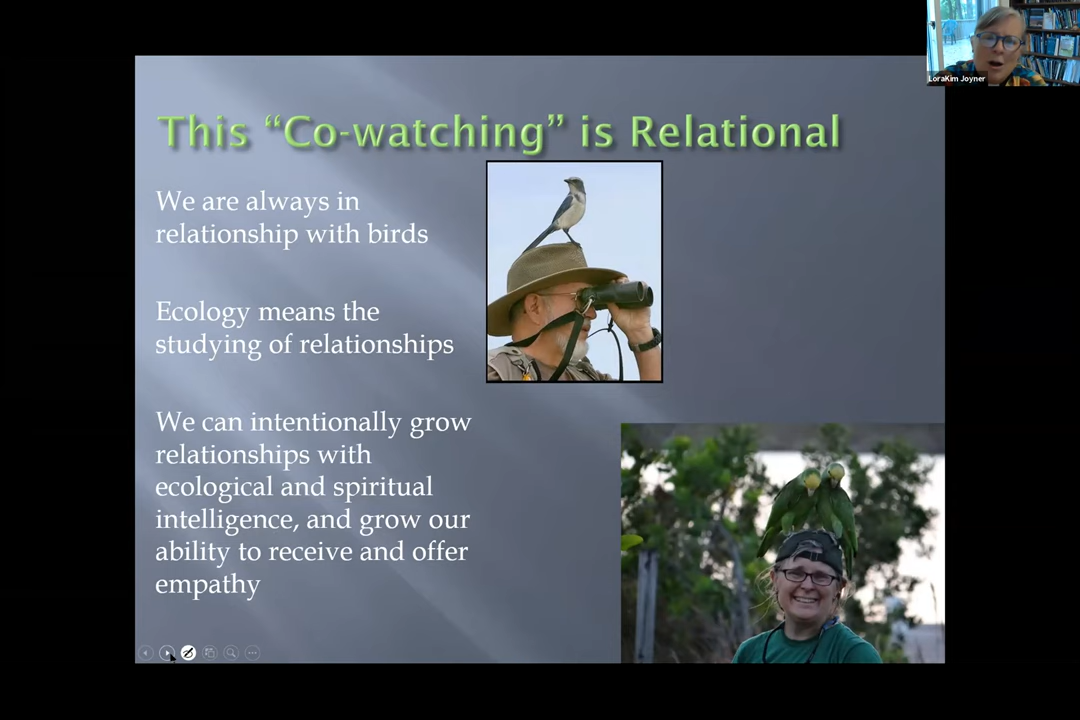 LoraKim Joyner
This “Co-watching” is Relational
We are always in
relationship with birds
Ecology means the
studying of relationships
We can intentionally grow
relationships with
ecological and spiritual
intelligence, and grow our
ability to receive and offer
empathy